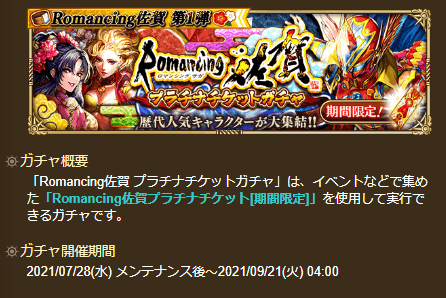 Romancing佐賀 第1弾
Romancing 佐賀
ロマンシング サガ
プラチナチケットガチャ
期間限定!
歴代人気キャラクターが大集結!!
ガチャ概要
「Romancing佐賀 プラチナチケットガチャ」は、イベントなどで集め
た「Romancing佐賀プラチナチケット[期間限定]」を使用して実行で
きるガチャです。
ガチャ開催期間
2021/07/28(水) メンテナンス後～2021/09/21(火) 04:00